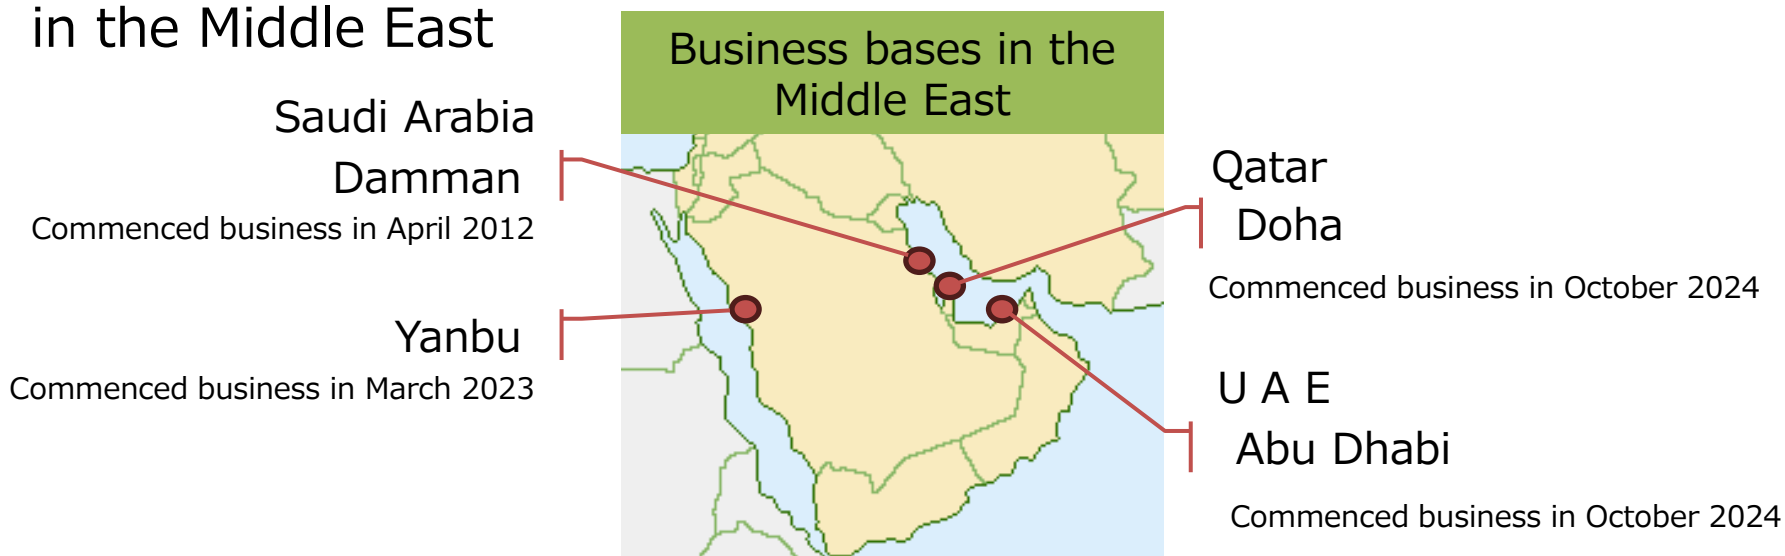 in the Middle East
Business bases in the
Middle East
Saudi Arabia
Damman
Commenced business in April 2012
Yanbu
Commenced business in March 2023
Qatar
Doha
Commenced business in October 2024
U A E
Abu Dhabi
Commenced business in October 2024